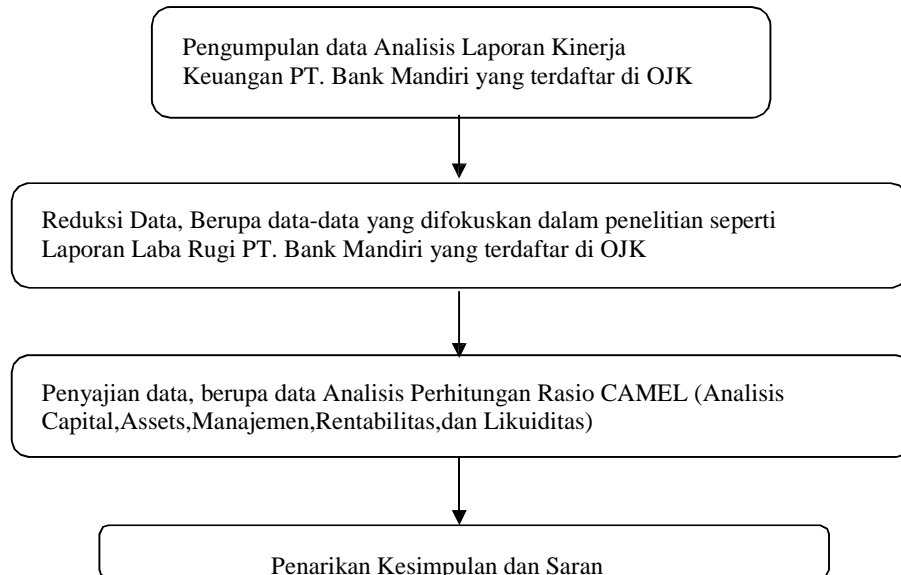 Pengumpulan data Analisis Laporan Kinerja
Keuangan PT. Bank Mandiri yang terdaftar di OJK
Reduksi Data, Berupa data-data yang difokuskan dalam penelitian seperti
Laporan Laba Rugi PT. Bank Mandiri yang terdaftar di OJK
Penyajian data, berupa data Analisis Perhitungan Rasio CAMEL (Analisis
Capital,Assets,Manajemen,Rentabilitas,dan Likuiditas)
Penarikan Kesimpulan dan Saran